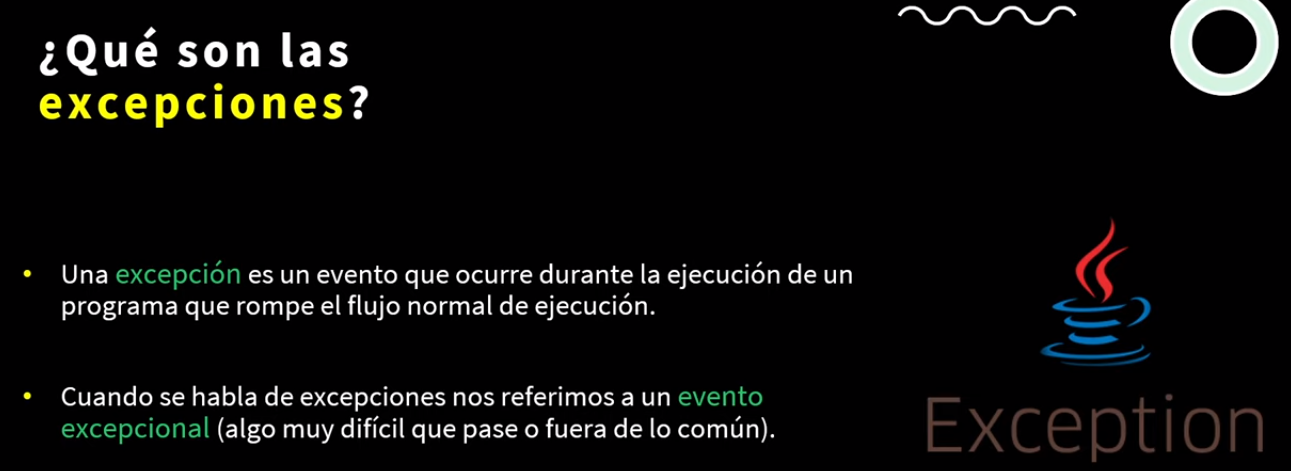 ¿Qué son las
excepciones?
• Una excepción es un evento que ocurre durante la ejecución de un
programa que rompe el flujo normal de ejecución.
• Cuando se habla de excepciones nos referimos a un evento
excepcional (algo muy difícil que pase o fuera de lo común).
Exception